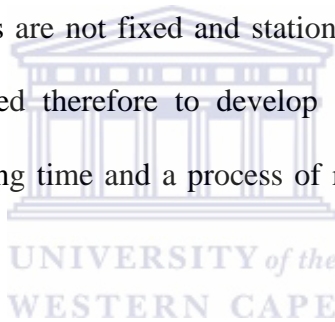 s are not fixed and station
ed therefore to develop
ng time and a process of r
UNIVERSITY of the
WESTERN CAPE